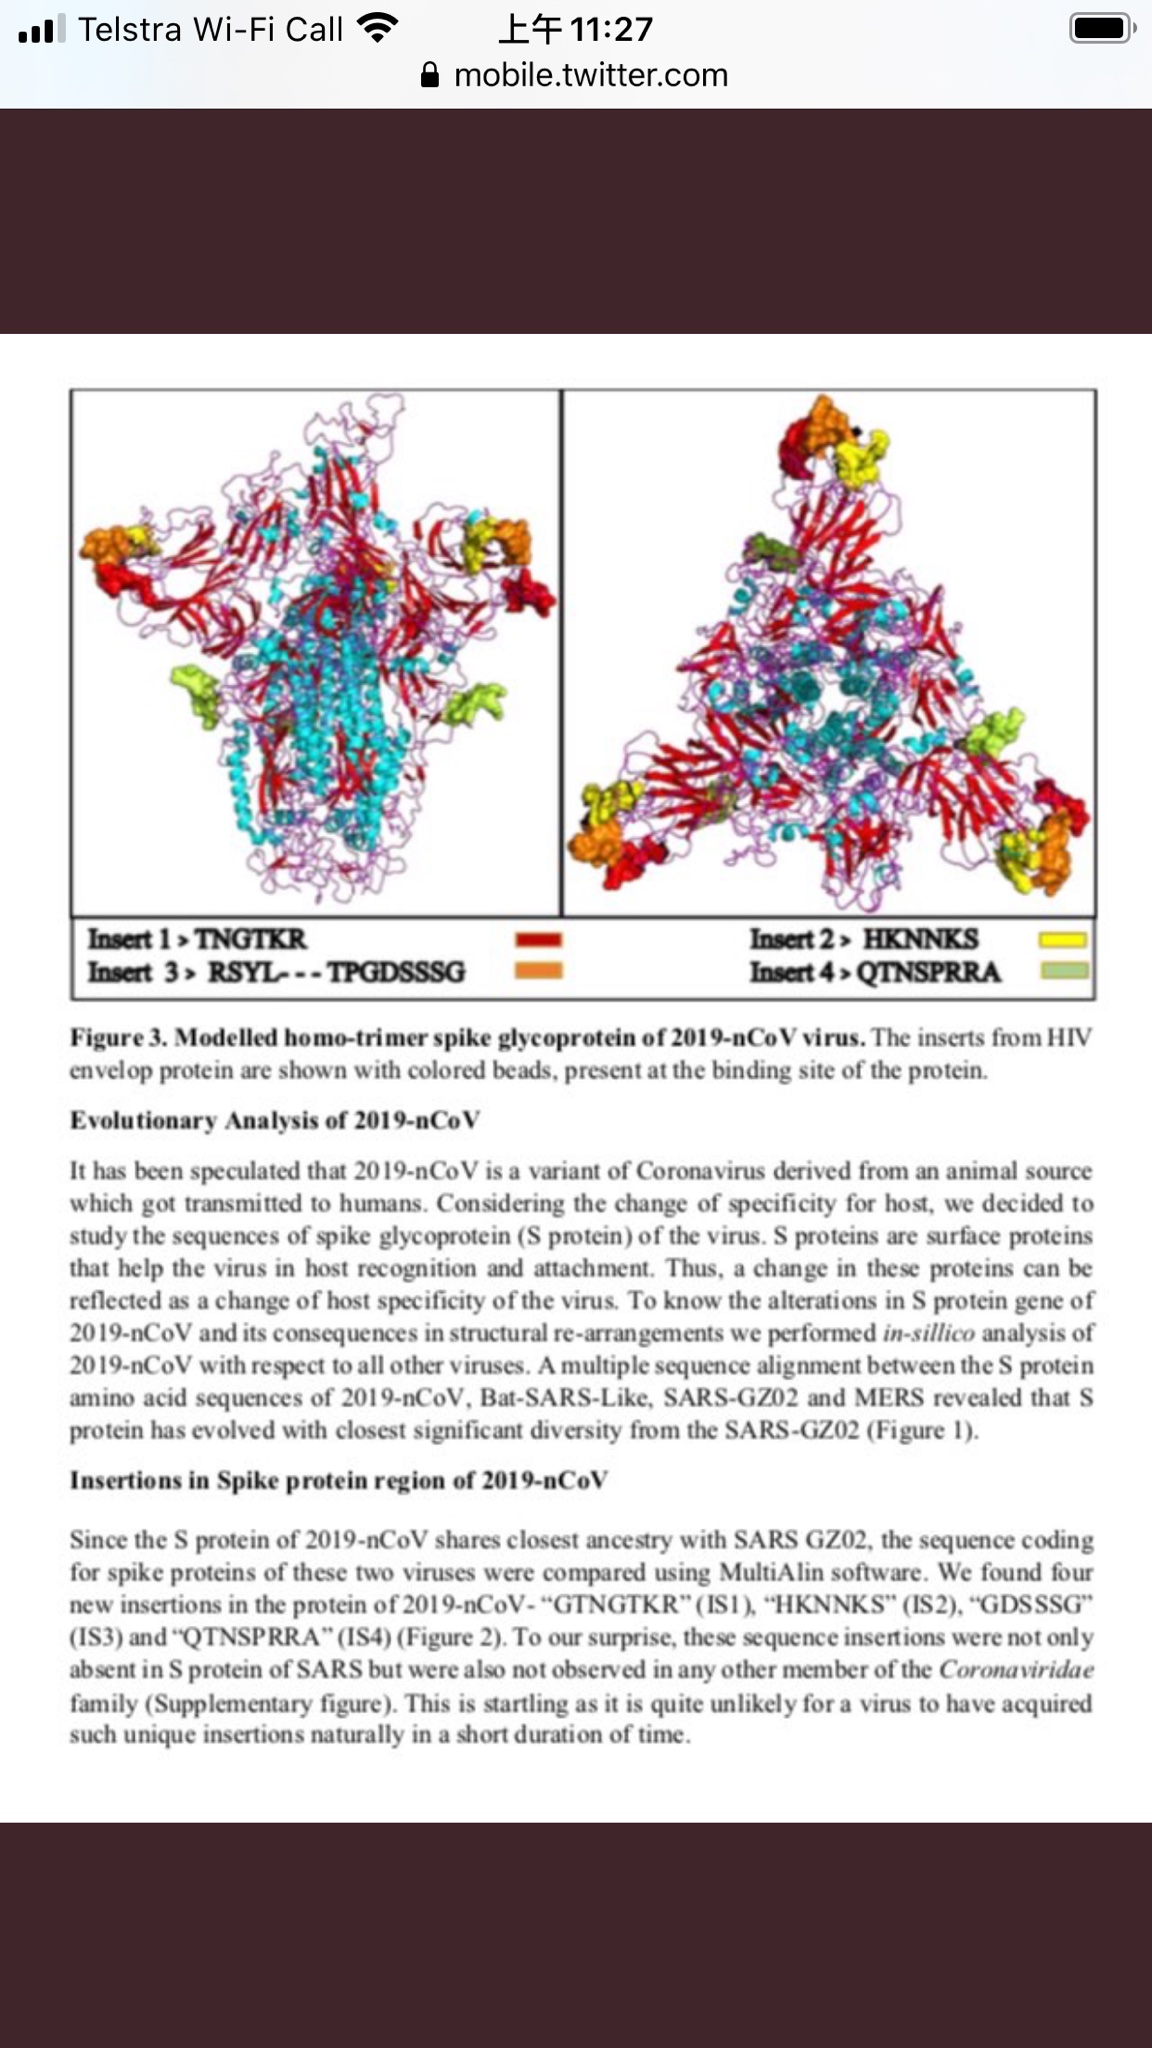 Telstra Wi-Fi Call 上午11:27
mobile.twitter.com
Insert 1 > TNGTKR
Insert 2 > HKNNKS
Insert 3 > RSYL- - - TPGDSSSG
Insert 4 > QTNSPRRA
Figure 3. Modelled homo-trimer spike glycoprotein of 2019-nCoV virus. The inserts from HIV
envelop protein are shown with colored beads, present at the binding site of the protein.
Evolutionary Analysis of 2019-nCoV
It has been speculated that 2019-nCoV is a variant of Coronavirus derived from an animal source
which got transmitted to humans. Considering the change of specificity for host, we decided to
study the sequences of spike glycoprotein (S protein) of the virus. S proteins are surface proteins
that help the virus in host recognition and attachment. Thus, a change in these proteins can be
reflected as a change of host specificity of the virus. To know the alterations in S protein gene of
2019-nCoV and its consequences in structural re-arrangements we performed in-sillico analysis of
2019-nCoV with respect to all other viruses. A multiple sequence alignment between the S protein
amino acid sequences of 2019-nCoV, Bat-SARS-Like, SARS-GZ02 and MERS revealed that S
protein has evolved with closest significant diversity from the SARS-GZ02 (Figure 1).
Insertions in Spike protein region of 2019-nCoV
Since the S protein of 2019-nCoV shares closest ancestry with SARS GZ02, the sequence coding
for spike proteins of these two viruses were compared using MultiAlin software. We found four
new insertions in the protein of 2019-nCoV- “GTNGTKR” (IS1), “HKNNKS” (IS2), “GDSSSG”
(IS3) and “QTNSPRRA” (IS4) (Figure 2). To our surprise, these sequence insertions were not only
absent in S protein of SARS but were also not observed in any other member of the Coronaviridae
family (Supplementary figure). This is startling as it is quite unlikely for a virus to have acquired
such unique insertions naturally in a short duration of time.